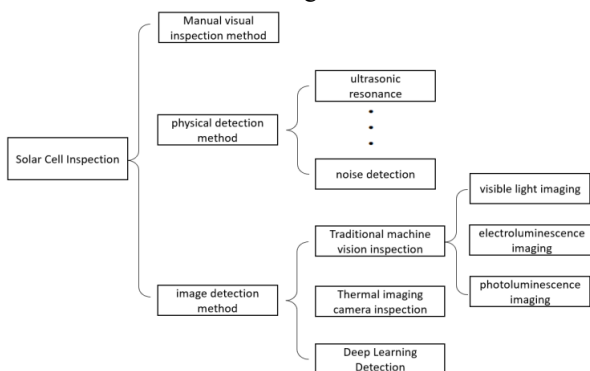 Manual visual
inspection method
ultrasonic
resonance
physical detection
method
Solar Cell Inspection
noise detection
visible light imaging
Traditional machine
vision inspection
electroluminescence
imaging
photoluminescence
imaging
image detection
method
Thermal imaging
camera inspection
Deep Learning
Detection